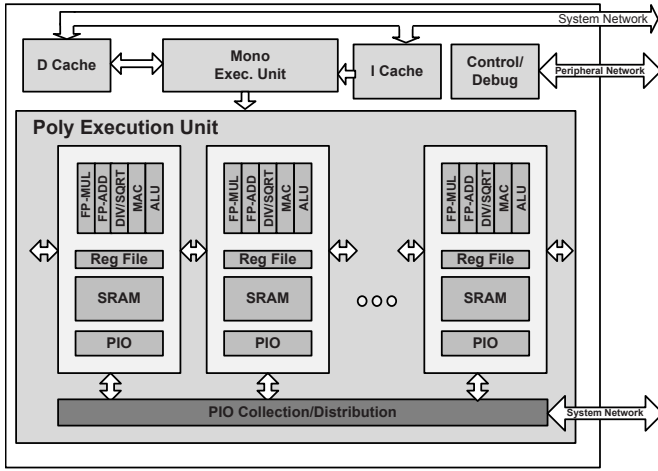 System Network
D Cache
Mono
Exec. Unit
I Cache
Control/
Debug
Peripheral Network
Poly Execution Unit
FP-MUL
FP-ADD
DIV/SQRT
MAC
ALU
FP-MUL
FP-ADD
DIV/SQRT
MAC
ALU
FP-MUL
FP-ADD
DIV/SQRT
MAC
ALU
Reg File
Reg File
Reg File
SRAM
SRAM
SRAM
PIO
PIO
PIO
PIO Collection/Distribution
System Network